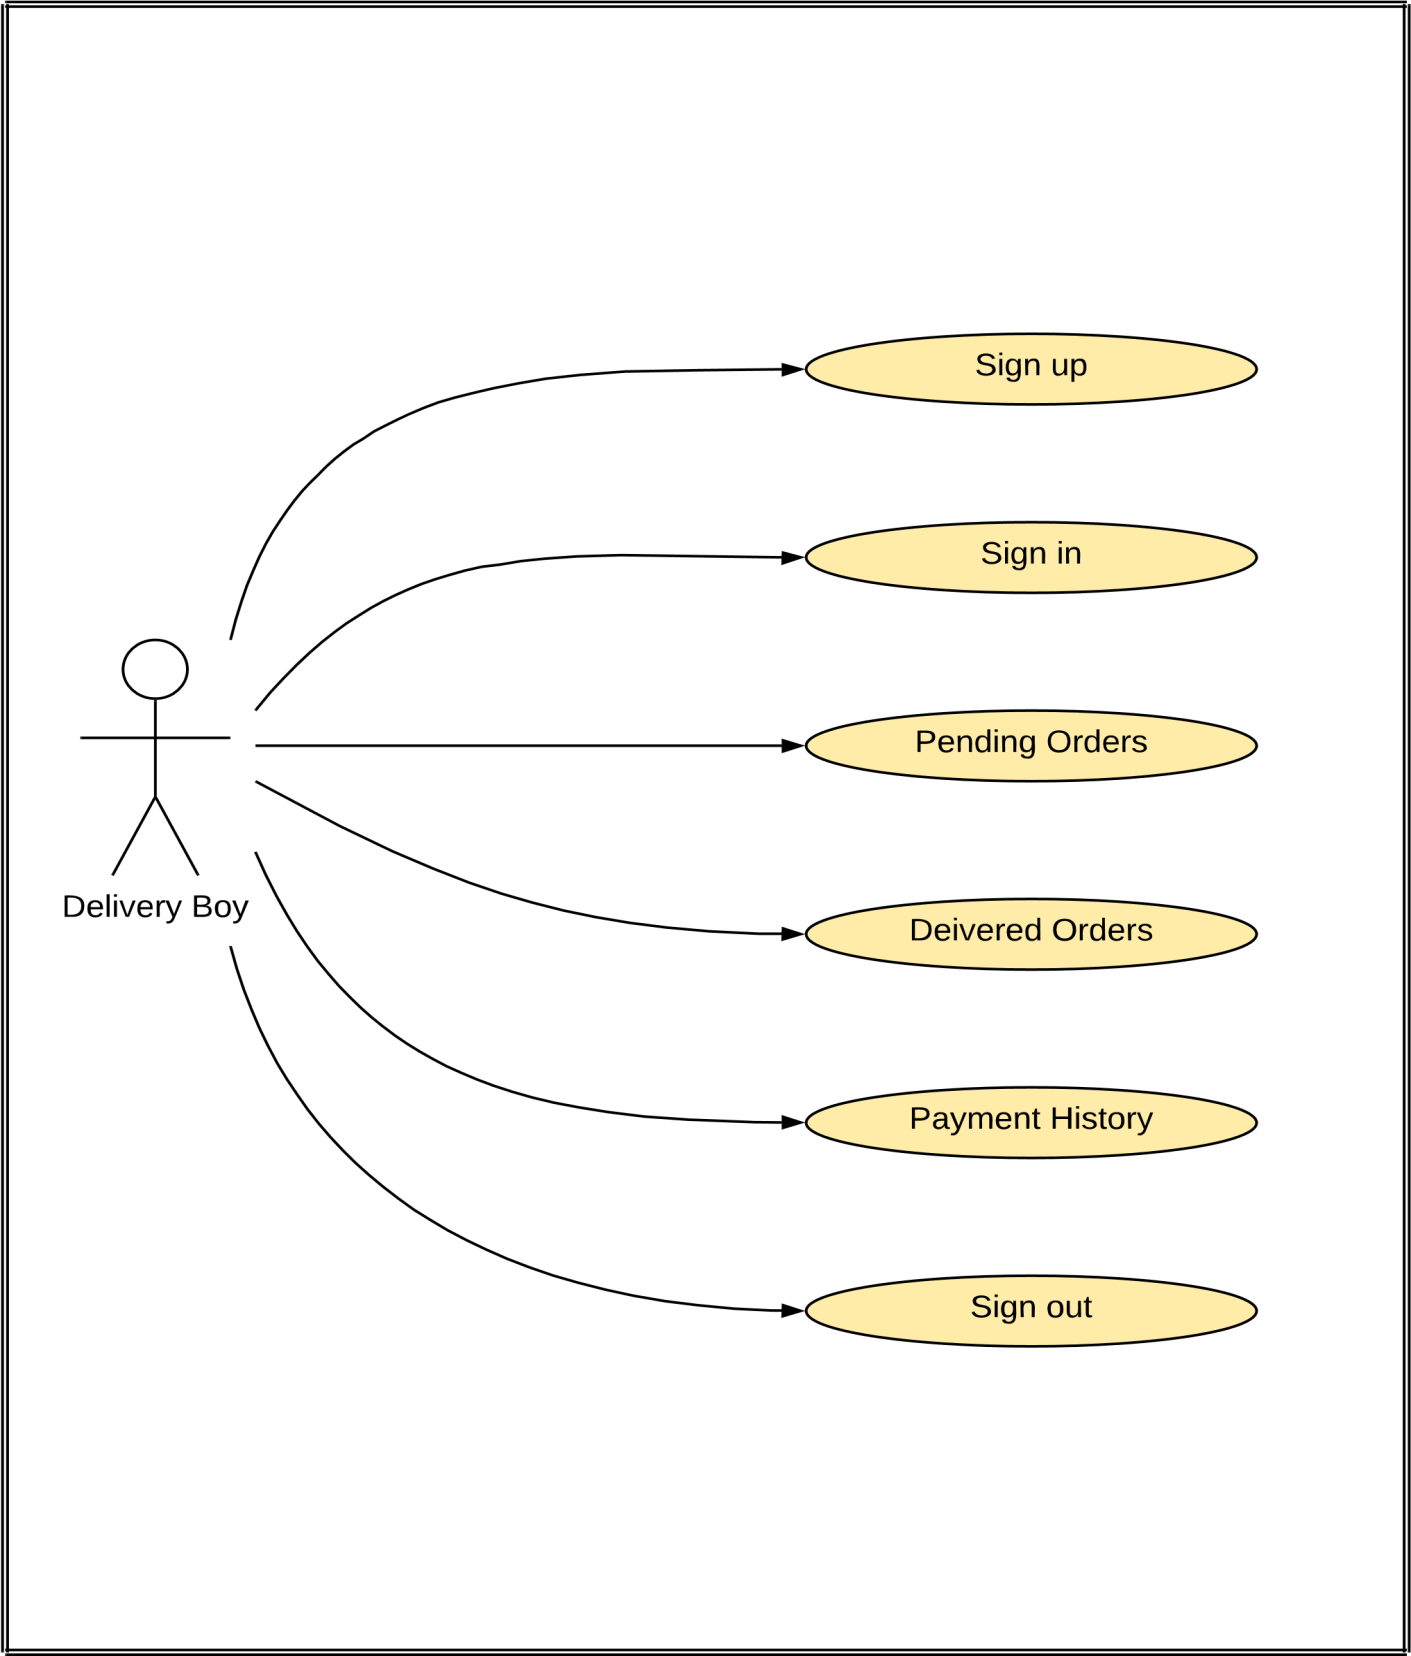 Sign up
Sign in
Pending Orders
Delivery Boy
Deivered Orders
Payment History
Sign out